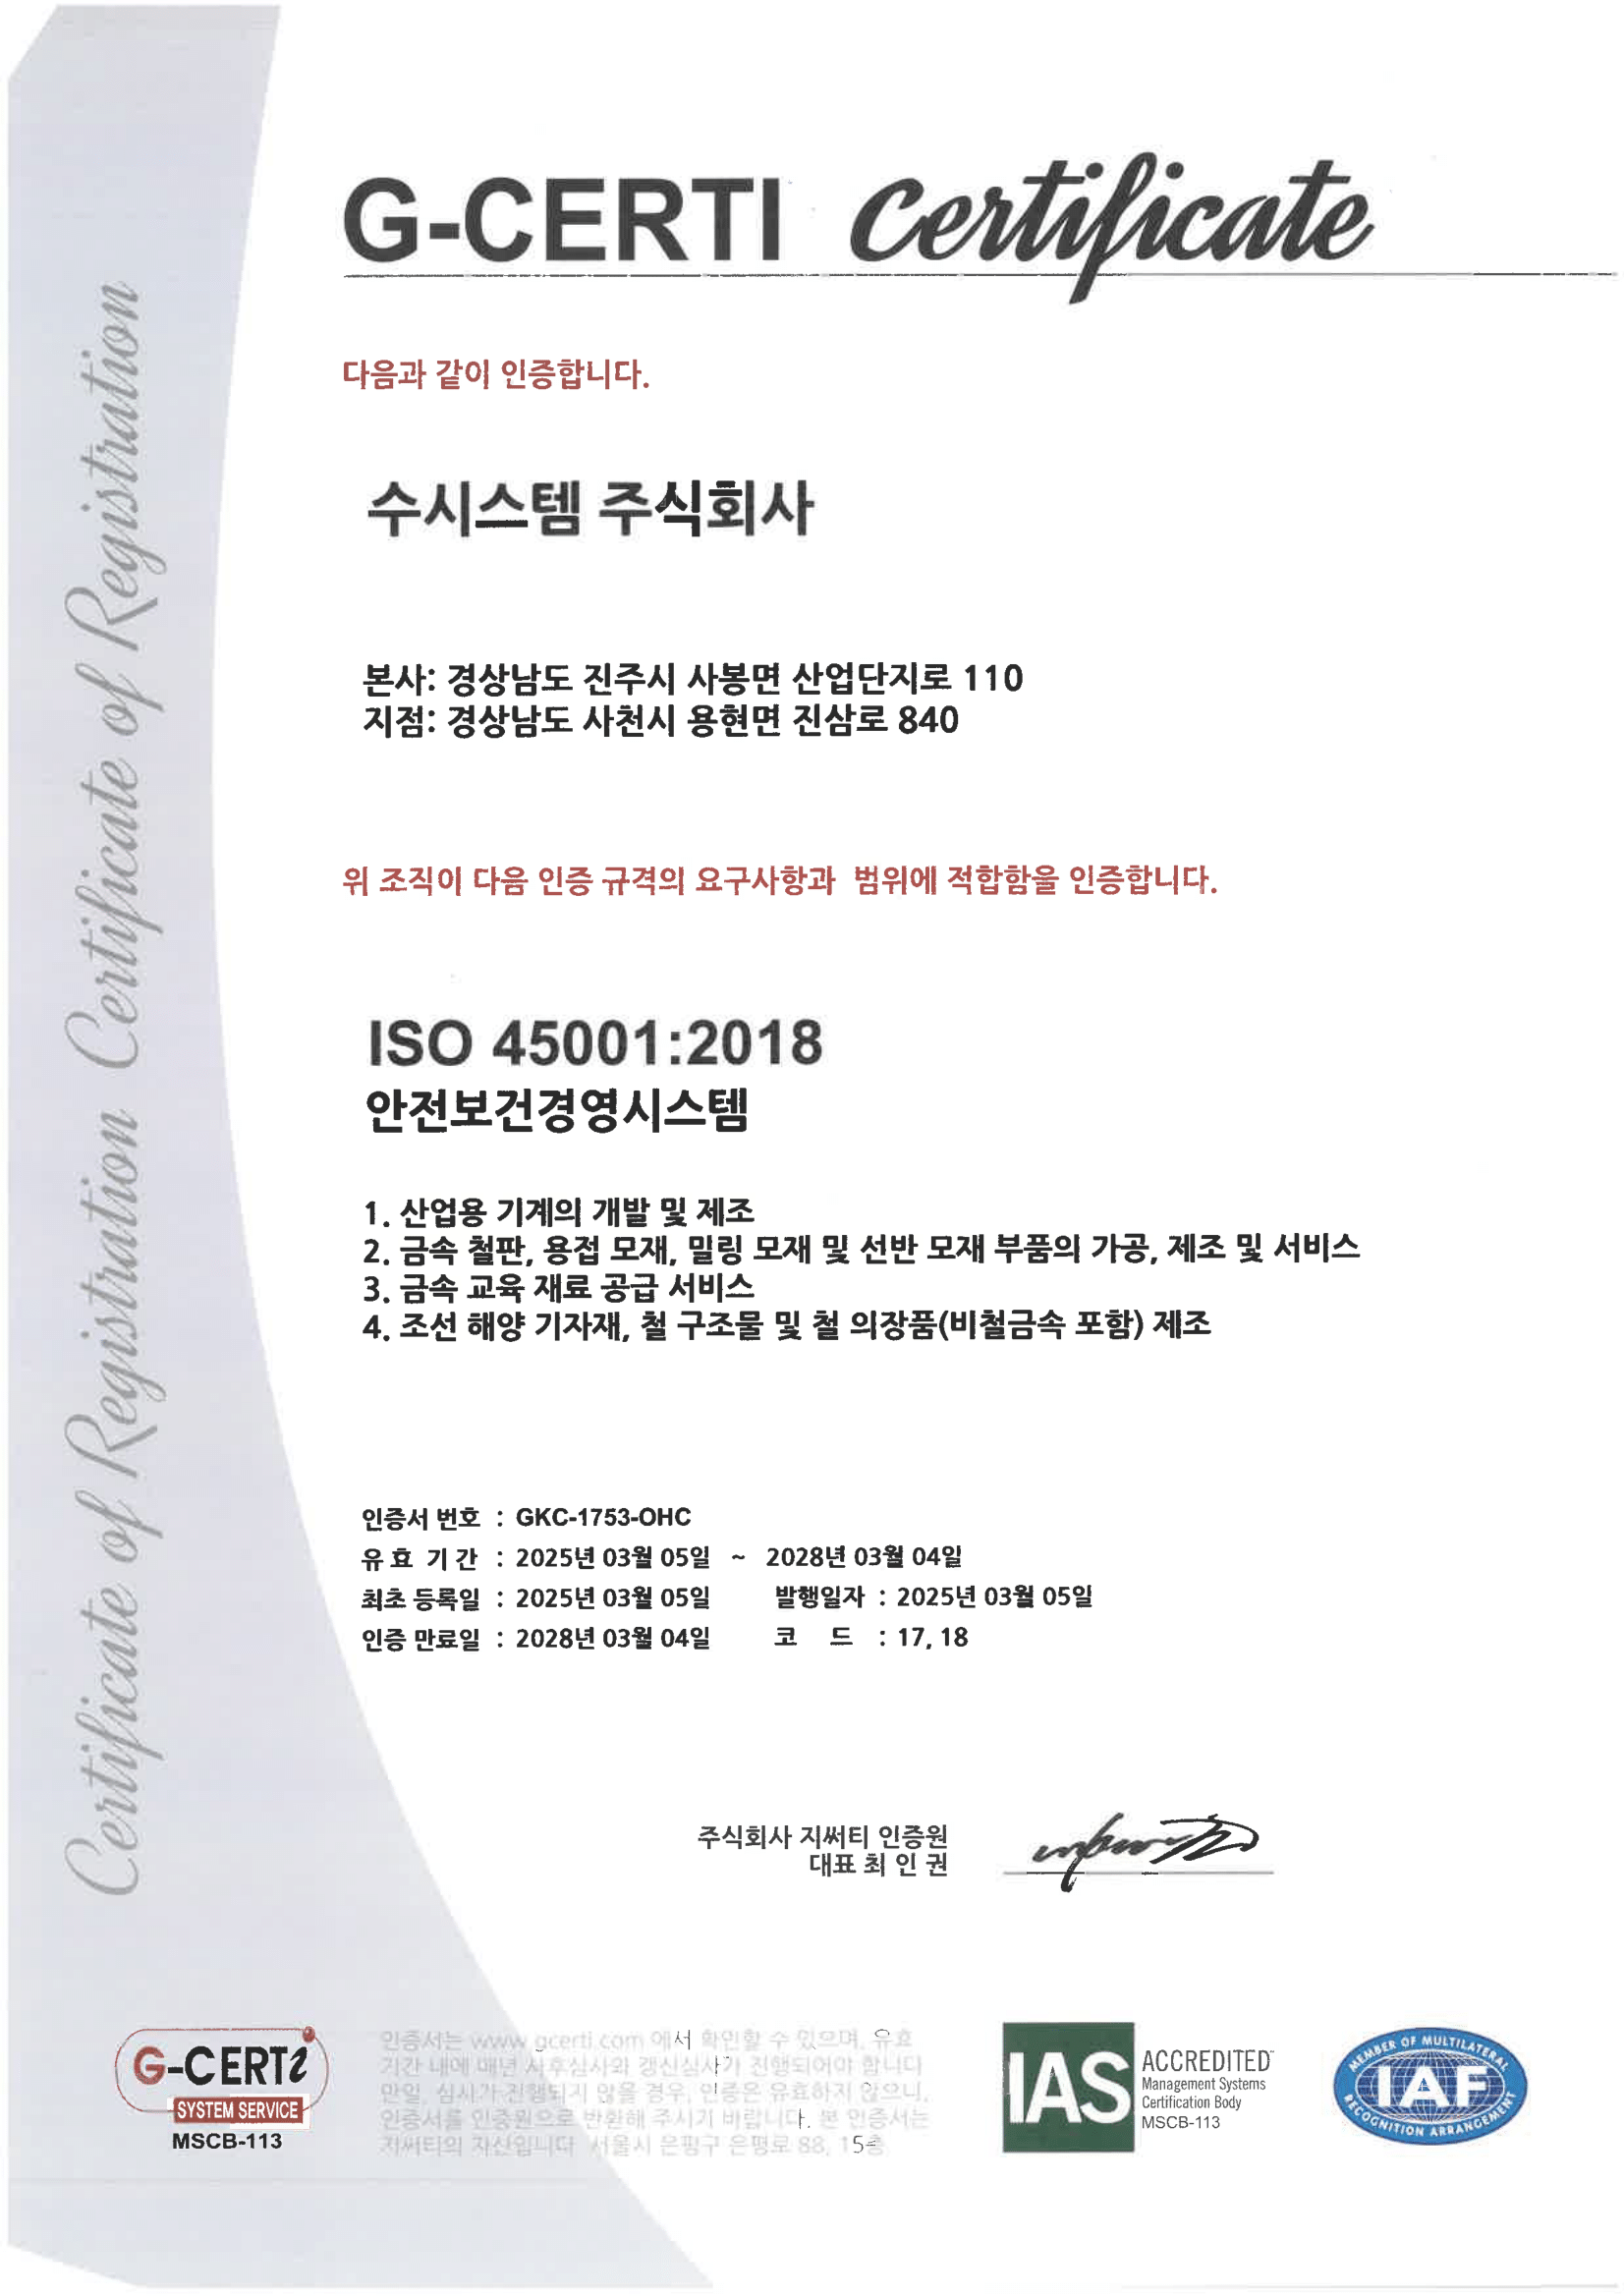 G-CERTI Certificate
다음과 같이 인증합니다.
수시스템 주식회사
본사: 경상남도 진주시 사봉면 산업단지로 110
지점: 경상남도 사천시 용현면 진삼로 840
위 조직이 다음 인증 규격의 요구사항과 범위에 적합함을 인증합니다.
ISO 45001:2018
안전보건경영시스템
1. 산업용 기계의 개발 및 제조
2. 금속 철판, 용접 모재, 밀링 모재 및 선반 모재 부품의 가공, 제조 및 서비스
3. 금속 교육 재료 공급 서비스
4. 조선 해양 기자재, 철 구조물 및 철 의장품(비철금속 포함) 제조
인증서 번호 : GKC-1753-OHC
유 효 기 간 : 2025년 03월 05일 ~ 2028년 03월 04일
최초 등록일 : 2025년 03월 05일 발행일자 : 2025년 03월 05일
인증 만료일 : 2028년 03월 04일 코 드 : 17, 18
주식회사 지써티 인증원
대표 최 인 권
Certificate of Registration Certificate of Registration
G-CERTi
SYSTEM SERVICE
MSCB-113
인증서는 www.gcerti.com 에서 확인할 수 있으며, 유효
기간 내에 매년 사후심사와 갱신심사가 진행되어야 합니다
만일, 심사가 진행되지 않을 경우, 인증은 유효하지 않으니,
인증서를 인증원으로 반환해 주시기 바랍니다. 본 인증서는
지써티의 자산입니다 서울시 은평구 은평로 88, 15층
IAS
ACCREDITED
Management Systems
Certification Body
MSCB-113
MEMBER OF MULTILATERAL
IAF
RECOGNITION ARRANGEMENT